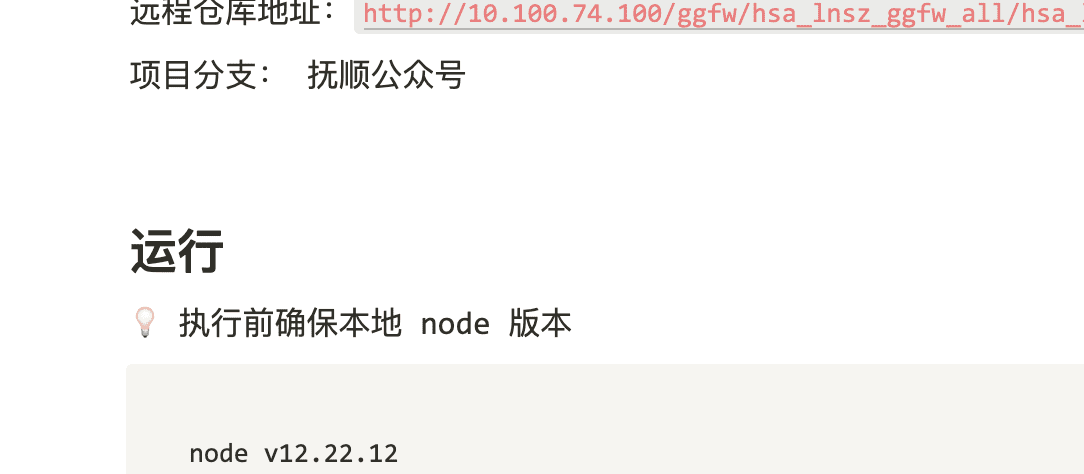 远程仓库地址： http://10.100.74.100/ggfw/hsa_lnsz_ggfw_all/hsa_
项目分支： 抚顺公众号
运行
💡 执行前确保本地 node 版本
node v12.22.12